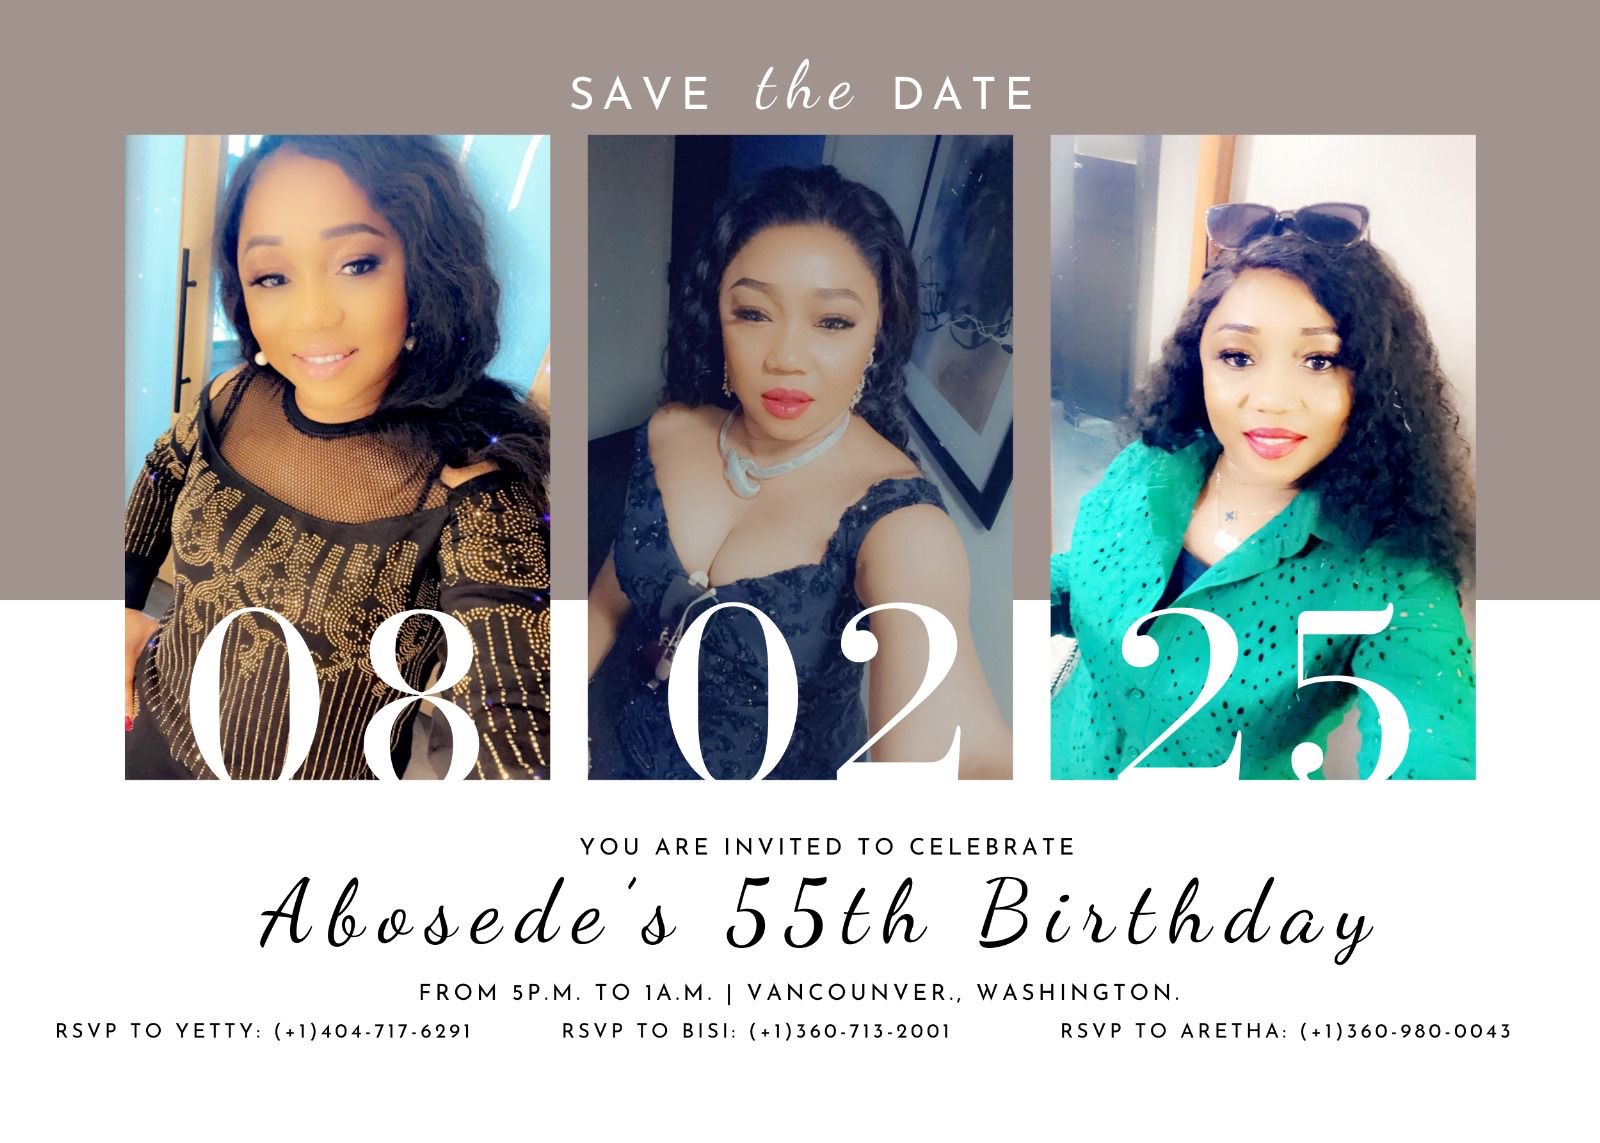 SAVE the DATE
08 02 25
YOU ARE INVITED TO CELEBRATE
Abosede's 55th Birthday
FROM 5P.M. TO 1A.M. | VANCOUNVER., WASHINGTON.
RSVP TO YETTY: (+1)404-717-6291 RSVP TO BISI: (+1)360-713-2001 RSVP TO ARETHA: (+1)360-980-0043